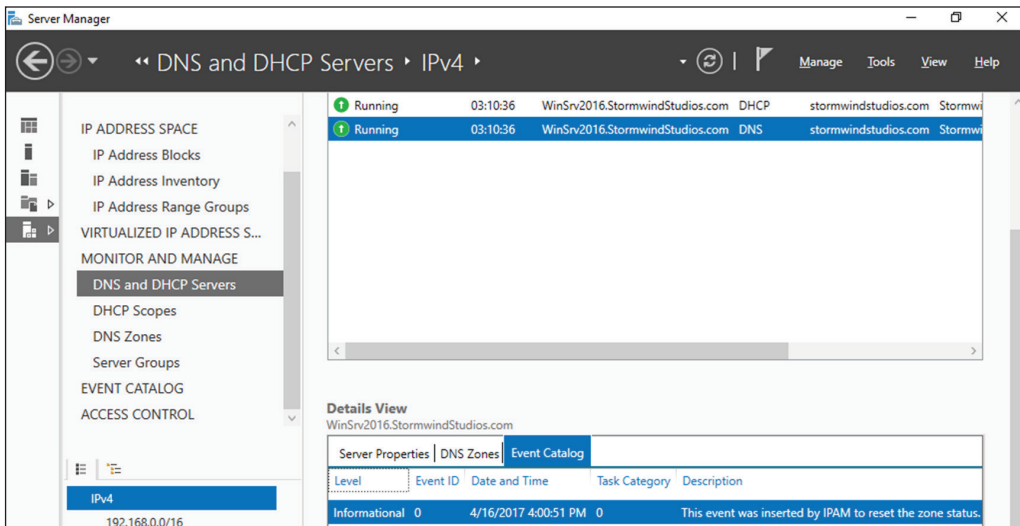 Server Manager
DNS and DHCP Servers IPv4
Manage Tools View Help
IP ADDRESS SPACE
IP Address Blocks
IP Address Inventory
IP Address Range Groups
VIRTUALIZED IP ADDRESS S...
MONITOR AND MANAGE
DNS and DHCP Servers
DHCP Scopes
DNS Zones
Server Groups
EVENT CATALOG
ACCESS CONTROL
IPv4
192.168.0.0/16
Running 03:10:36 WinSrv2016.StormwindStudios.com DHCP stormwindstudios.com Stormwi
Running 03:10:36 WinSrv2016.StormwindStudios.com DNS stormwindstudios.com Stormwi
Details View
WinSrv2016.StormwindStudios.com
Server Properties DNS Zones Event Catalog
Level Event ID Date and Time Task Category Description
Informational 0 4/16/2017 4:00:51 PM 0 This event was inserted by IPAM to reset the zone status.